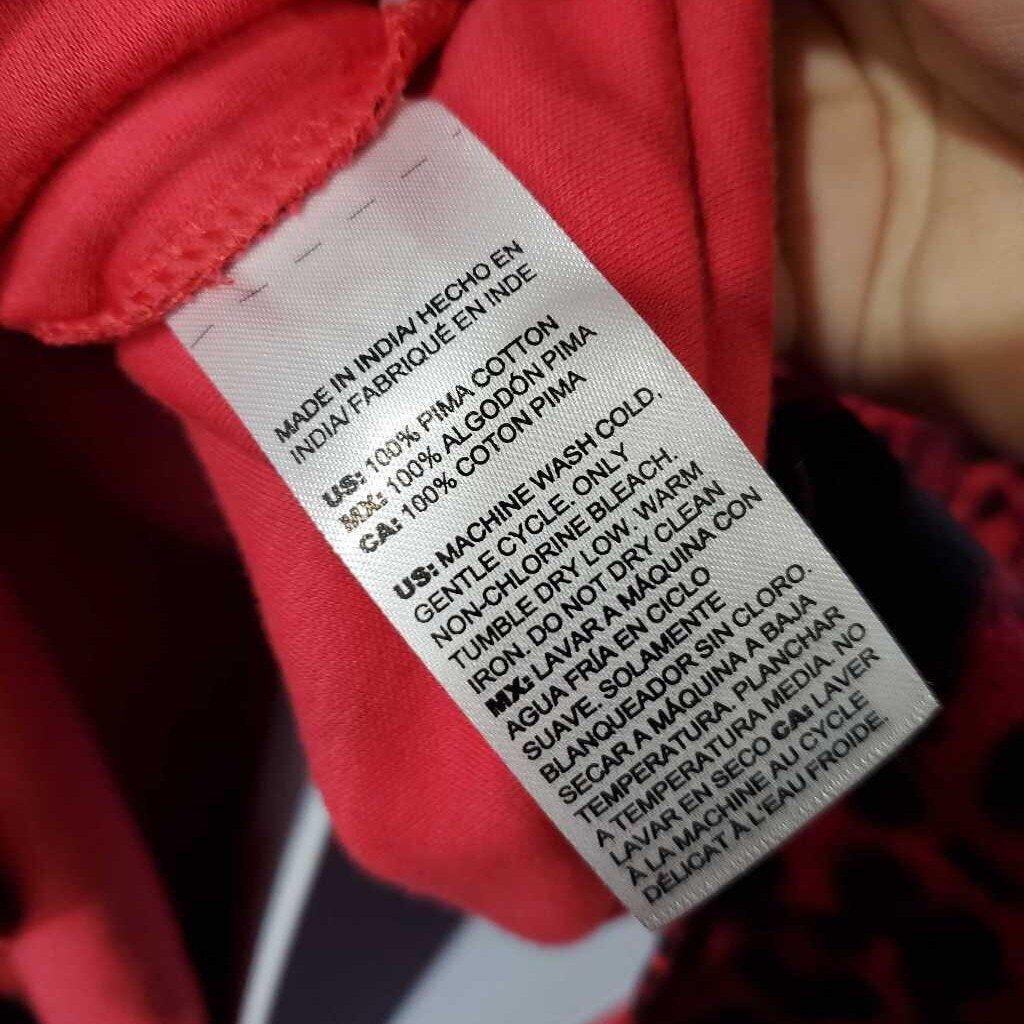 MADE IN INDIA/ HECHO EN
INDIA/ FABRIQUÉ EN INDE
US: 100% PIMA COTTON
MX: 100% ALGODÓN PIMA
CA: 100% COTON PIMA
US: MACHINE WASH COLD,
GENTLE CYCLE. ONLY
NON-CHLORINE BLEACH.
TUMBLE DRY LOW. WARM
IRON. DO NOT DRY CLEAN
MX: LAVAR A MÁQUINA CON
AGUA FRÍA EN CICLO
SUAVE. SOLAMENTE
BLANQUEADOR SIN CLORO.
SECAR A MÁQUINA A BAJA
TEMPERATURA. PLANCHAR
A TEMPERATURA MEDIA. NO
LAVAR EN SECO CA: LAVER
À LA MACHINE AU CYCLE
DÉLICAT À L'EAU FROIDE.